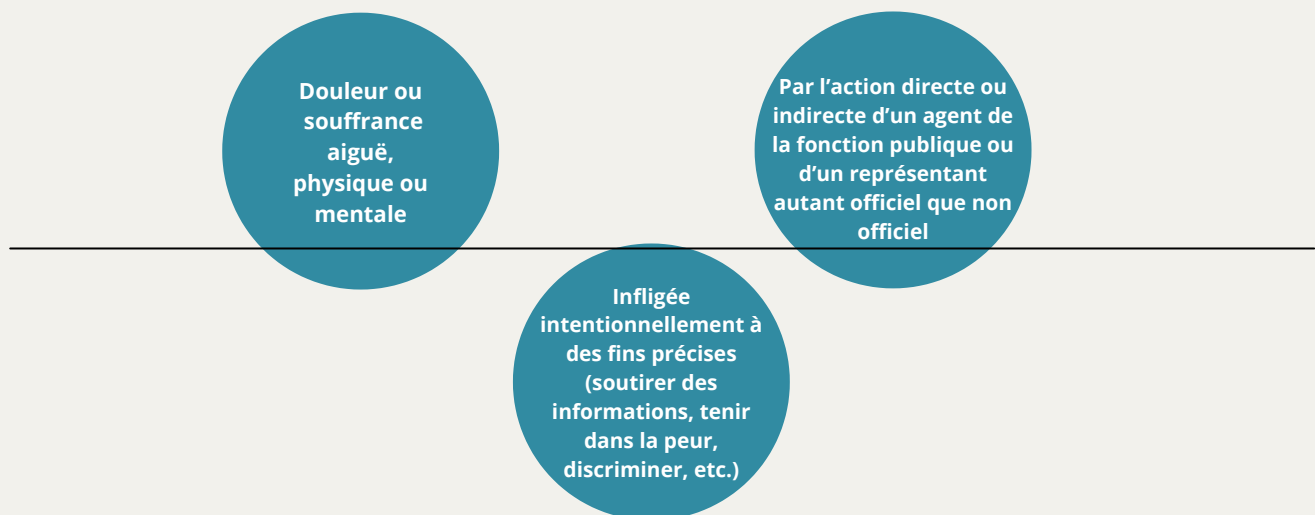 Douleur ou
souffrance
aiguë,
physique ou
mentale
Infligée
intentionnellement à
des fins précises
(soutirer des
informations, tenir
dans la peur,
discriminer, etc.)
Par l’action directe ou
indirecte d’un agent de
la fonction publique ou
d’un représentant
autant officiel que non
officiel